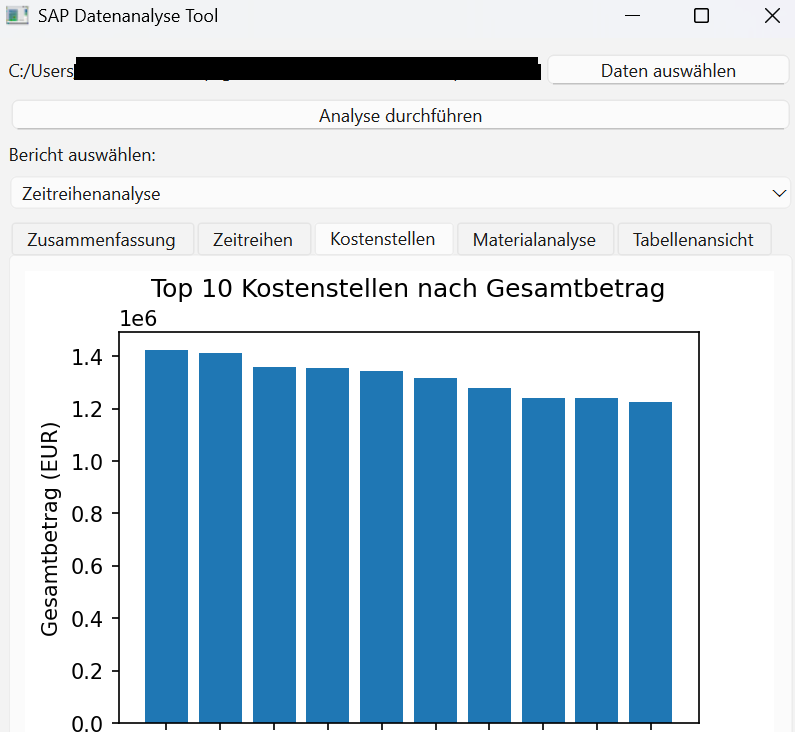 SAP Datenanalyse Tool
C:/Users
Daten auswählen
Analyse durchführen
Bericht auswählen:
Zeitreihenanalyse
Zusammenfassung Zeitreihen Kostenstellen Materialanalyse Tabellenansicht
Top 10 Kostenstellen nach Gesamtbetrag
1e6
1.4
1.2
1.0
0.8
0.6
0.4
0.2
0.0
Gesamtbetrag (EUR)